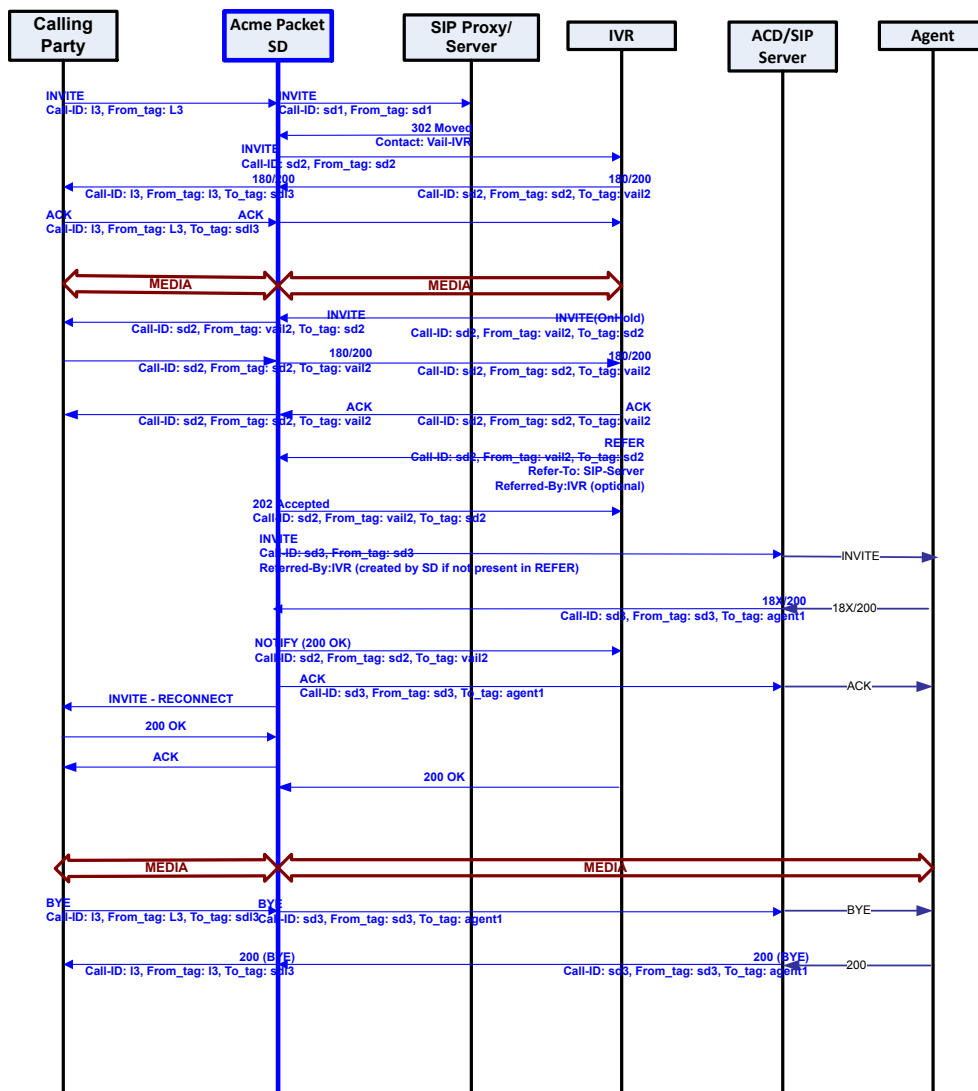 Calling
Party
Acme Packet
SD
SIP Proxy/
Server
IVR
ACD/SIP
Server
Agent
INVITE
Call-ID: l3, From_tag: L3
INVITE
Call-ID: sd1, From_tag: sd1
302 Moved
Contact: Vail-IVR
INVITE
Call-ID: sd2, From_tag: sd2
180/200
Call-ID: l3, From_tag: l3, To_tag: sdl3
180/200
Call-ID: sd2, From_tag: sd2, To_tag: vail2
ACK
Call-ID: l3, From_tag: L3, To_tag: sdl3
ACK
MEDIA
MEDIA
INVITE
Call-ID: sd2, From_tag: vail2, To_tag: sd2
INVITE(OnHold)
Call-ID: sd2, From_tag: vail2, To_tag: sd2
180/200
Call-ID: sd2, From_tag: sd2, To_tag: vail2
180/200
Call-ID: sd2, From_tag: sd2, To_tag: vail2
ACK
Call-ID: sd2, From_tag: sd2, To_tag: vail2
ACK
Call-ID: sd2, From_tag: sd2, To_tag: vail2
REFER
Call-ID: sd2, From_tag: vail2, To_tag: sd2
Refer-To: SIP-Server
Referred-By:IVR (optional)
202 Accepted
Call-ID: sd2, From_tag: vail2, To_tag: sd2
INVITE
Call-ID: sd3, From_tag: sd3
Referred-By:IVR (created by SD if not present in REFER)
INVITE
18X/200
Call-ID: sd3, From_tag: sd3, To_tag: agent1
18X/200
NOTIFY (200 OK)
Call-ID: sd2, From_tag: sd2, To_tag: vail2
ACK
Call-ID: sd3, From_tag: sd3, To_tag: agent1
ACK
INVITE - RECONNECT
200 OK
ACK
200 OK
MEDIA
MEDIA
BYE
Call-ID: l3, From_tag: L3, To_tag: sdl3
BYE
Call-ID: sd3, From_tag: sd3, To_tag: agent1
BYE
200 (BYE)
Call-ID: l3, From_tag: l3, To_tag: sdl3
200 (BYE)
Call-ID: sd3, From_tag: sd3, To_tag: agent1
200